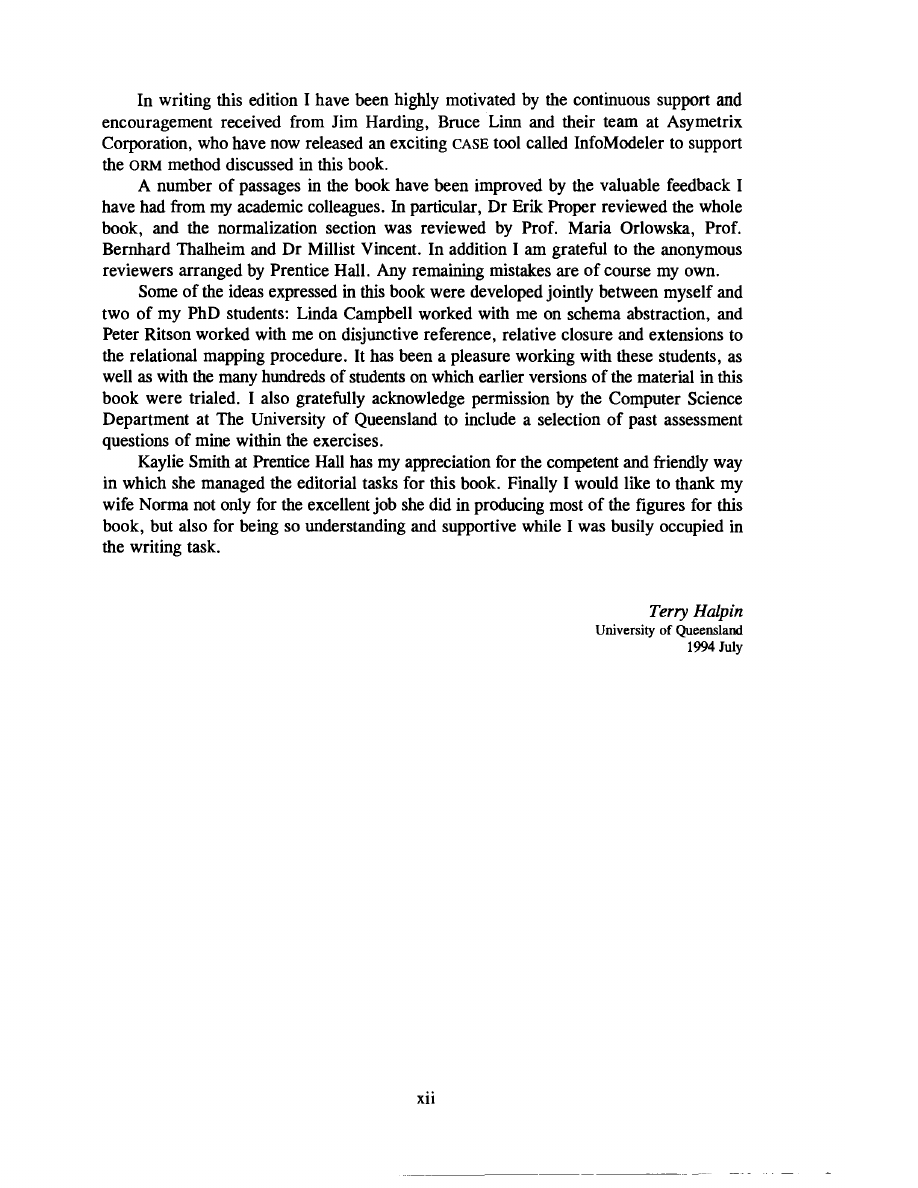 In writing this edition I have been highly motivated by the continuous support and
encouragement received from Jim Harding, Bruce Linn and their team at Asymetrix
Corporation, who have now released an exciting CASE tool called InfoModeler to support
the ORM method discussed in this book.
A number of passages in the book have been improved by the valuable feedback I
have had from my academic colleagues. In particular, Dr Erik Proper reviewed the whole
book, and the normalization section was reviewed by Prof. Maria Orlowska, Prof.
Bernhard Thalheim and Dr Millist Vincent. In addition I am grateful to the anonymous
reviewers arranged by Prentice Hall. Any remaining mistakes are of course my own.
Some of the ideas expressed in this book were developed jointly between myself and
two of my PhD students: Linda Campbell worked with me on schema abstraction, and
Peter Ritson worked with me on disjunctive reference, relative closure and extensions to
the relational mapping procedure. It has been a pleasure working with these students, as
well as with the many hundreds of students on which earlier versions of the material in this
book were trialed. I also gratefully acknowledge permission by the Computer Science
Department at The University of Queensland to include a selection of past assessment
questions of mine within the exercises.
Kaylie Smith at Prentice Hall has my appreciation for the competent and friendly way
in which she managed the editorial tasks for this book. Finally I would like to thank my
wife Norma not only for the excellent job she did in producing most of the figures for this
book, but also for being so understanding and supportive while I was busily occupied in
the writing task.
Terry Halpin
University of Queensland
1994 July
xii